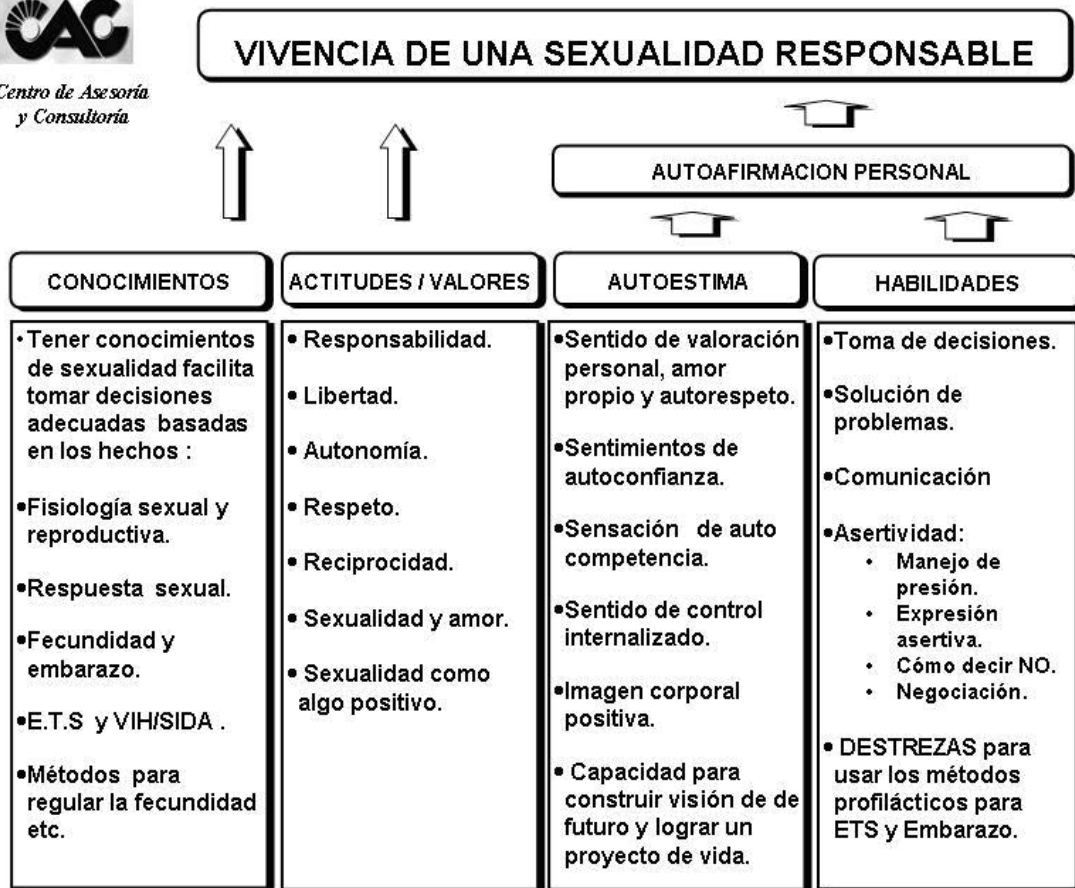 CAC
Centro de Asesoría
y Consultoría
VIVENCIA DE UNA SEXUALIDAD RESPONSABLE
AUTOAFIRMACION PERSONAL
CONOCIMIENTOS
•Tener conocimientos
de sexualidad facilita
tomar decisiones
adecuadas basadas
en los hechos :
•Fisiología sexual y
reproductiva.
•Respuesta sexual.
•Fecundidad y
embarazo.
•E.T.S y VIH/SIDA .
•Métodos para
regular la fecundidad
etc.
ACTITUDES / VALORES
• Responsabilidad.
• Libertad.
• Autonomía.
• Respeto.
• Reciprocidad.
• Sexualidad y amor.
• Sexualidad como
algo positivo.
AUTOESTIMA
•Sentido de valoración
personal, amor
propio y autorespeto.
•Sentimientos de
autoconfianza.
•Sensación de auto
competencia.
•Sentido de control
internalizado.
•Imagen corporal
positiva.
• Capacidad para
construir visión de de
futuro y lograr un
proyecto de vida.
HABILIDADES
•Toma de decisiones.
•Solución de
problemas.
•Comunicación
•Asertividad:
• Manejo de
presión.
• Expresión
asertiva.
• Cómo decir NO.
• Negociación.
• DESTREZAS para
usar los métodos
profilácticos para
ETS y Embarazo.